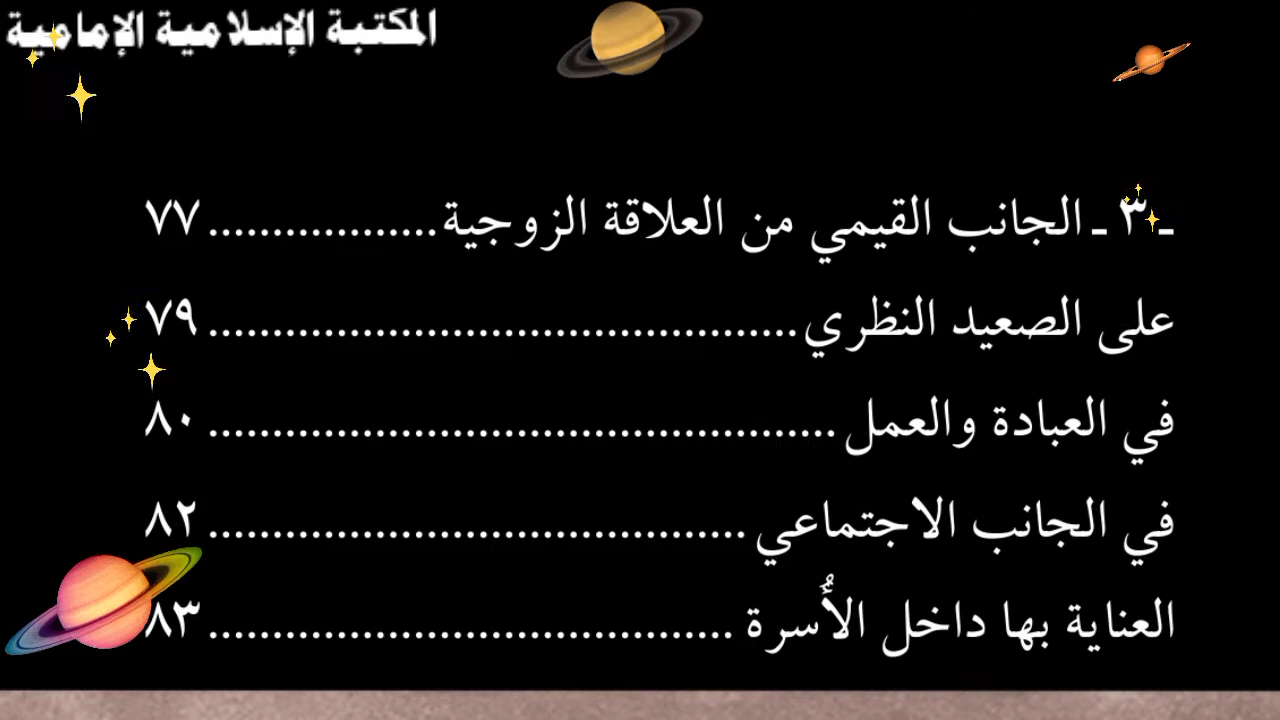 المكتبة الإسلامية الإمامية
ـ ٣ ـ الجانب القيمي من العلاقة الزوجية.................. ٧٧
على الصعيد النظري............................................... ٧٩
في العبادة والعمل .................................................. ٨٠
في الجانب الاجتماعي ........................................... ٨٢
العناية بها داخل الأُسرة .......................................... ٨٣